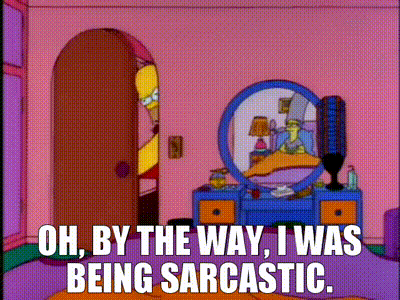 OH, BY THE WAY, I WAS
BEING SARCASTIC.